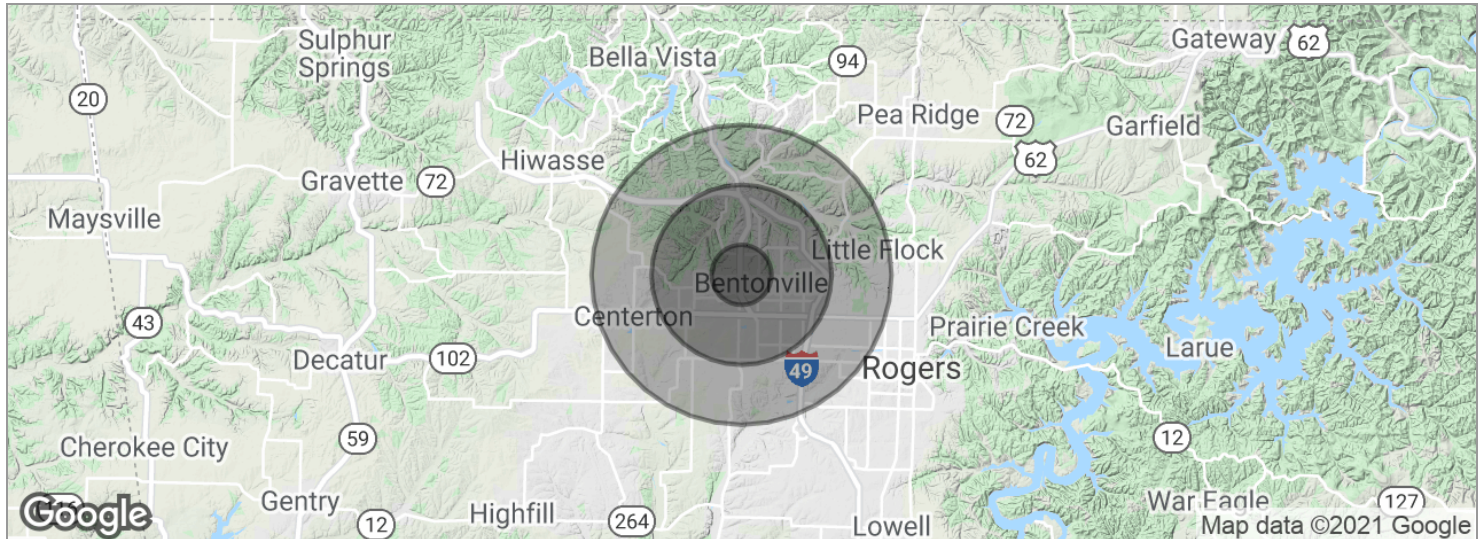 Sulphur
Springs
Bella Vista
94
Gateway
62
20
Pea Ridge
72
Garfield
62
Hiwasse
Gravette
72
Maysville
Little Flock
Bentonville
43
Centerton
Prairie Creek
Larue
Decatur
102
49
Rogers
59
12
Cherokee City
Gentry
12
Highfill
264
Lowell
War Eagle
127
Google
Map data ©2021 Google